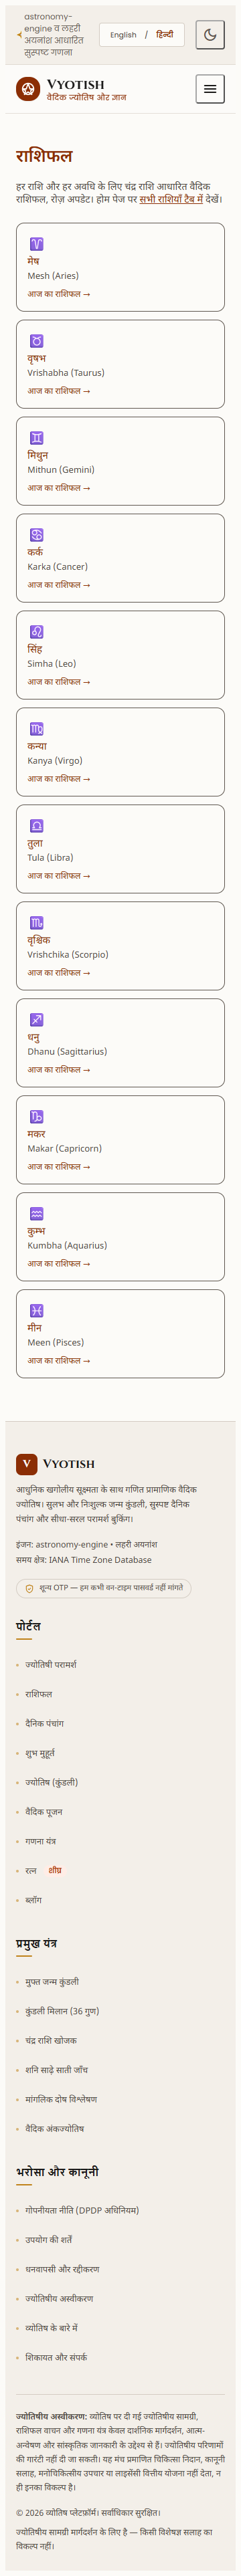 astronomy-
engine व लहरी
अयनांश आधारित
सुस्पष्ट गणना
English / हिन्दी
VYOTISH
वैदिक ज्योतिष और ज्ञान
राशिफल
हर राशि और हर अवधि के लिए चंद्र राशि आधारित वैदिक
राशिफल, रोज़ अपडेट। होम पेज पर सभी राशियाँ टैब में देखें।
♈
मेष
Mesh (Aries)
आज का राशिफल →
♉
वृषभ
Vrishabha (Taurus)
आज का राशिफल →
♊
मिथुन
Mithun (Gemini)
आज का राशिफल →
♋
कर्क
Karka (Cancer)
आज का राशिफल →
♌
सिंह
Simha (Leo)
आज का राशिफल →
♍
कन्या
Kanya (Virgo)
आज का राशिफल →
♎
तुला
Tula (Libra)
आज का राशिफल →
♏
वृश्चिक
Vrishchika (Scorpio)
आज का राशिफल →
♐
धनु
Dhanu (Sagittarius)
आज का राशिफल →
♑
मकर
Makar (Capricorn)
आज का राशिफल →
♒
कुम्भ
Kumbha (Aquarius)
आज का राशिफल →
♓
मीन
Meen (Pisces)
आज का राशिफल →
V VYOTISH
आधुनिक खगोलीय सूक्ष्मता के साथ गणित प्रामाणिक वैदिक
ज्योतिष। सुलभ और निःशुल्क जन्म कुंडली, सुस्पष्ट दैनिक
पंचांग और सीधा-सरल परामर्श बुकिंग।
इंजन: astronomy-engine • लहरी अयनांश
समय क्षेत्र: IANA Time Zone Database
शून्य OTP — हम कभी वन-टाइम पासवर्ड नहीं मांगते
पोर्टल
ज्योतिषी परामर्श
राशिफल
दैनिक पंचांग
शुभ मुहूर्त
ज्योतिष (कुंडली)
वैदिक पूजन
गणना यंत्र
रत्न शीघ्र
ब्लॉग
प्रमुख यंत्र
मुफ्त जन्म कुंडली
कुंडली मिलान (36 गुण)
चंद्र राशि खोजक
शनि साढ़े साती जाँच
मांगलिक दोष विश्लेषण
वैदिक अंकज्योतिष
भरोसा और कानूनी
गोपनीयता नीति (DPDP अधिनियम)
उपयोग की शर्तें
धनवापसी और रद्दीकरण
ज्योतिषीय अस्वीकरण
व्योतिष के बारे में
शिकायत और संपर्क
ज्योतिषीय अस्वीकरण: व्योतिष पर दी गई ज्योतिषीय सामग्री,
राशिफल वाचन और गणना यंत्र केवल दार्शनिक मार्गदर्शन, आत्म-
अन्वेषण और सांस्कृतिक जानकारी के उद्देश्य से हैं। ज्योतिषीय परिणामों
की गारंटी नहीं दी जा सकती। यह मंच प्रमाणित चिकित्सा निदान, कानूनी
सलाह, मनोचिकित्सीय उपचार या लाइसेंसी वित्तीय योजना नहीं देता, न
ही इनका विकल्प है।
© 2026 व्योतिष प्लेटफ़ॉर्म। सर्वाधिकार सुरक्षित।
ज्योतिषीय सामग्री मार्गदर्शन के लिए है — किसी विशेषज्ञ सलाह का
विकल्प नहीं।